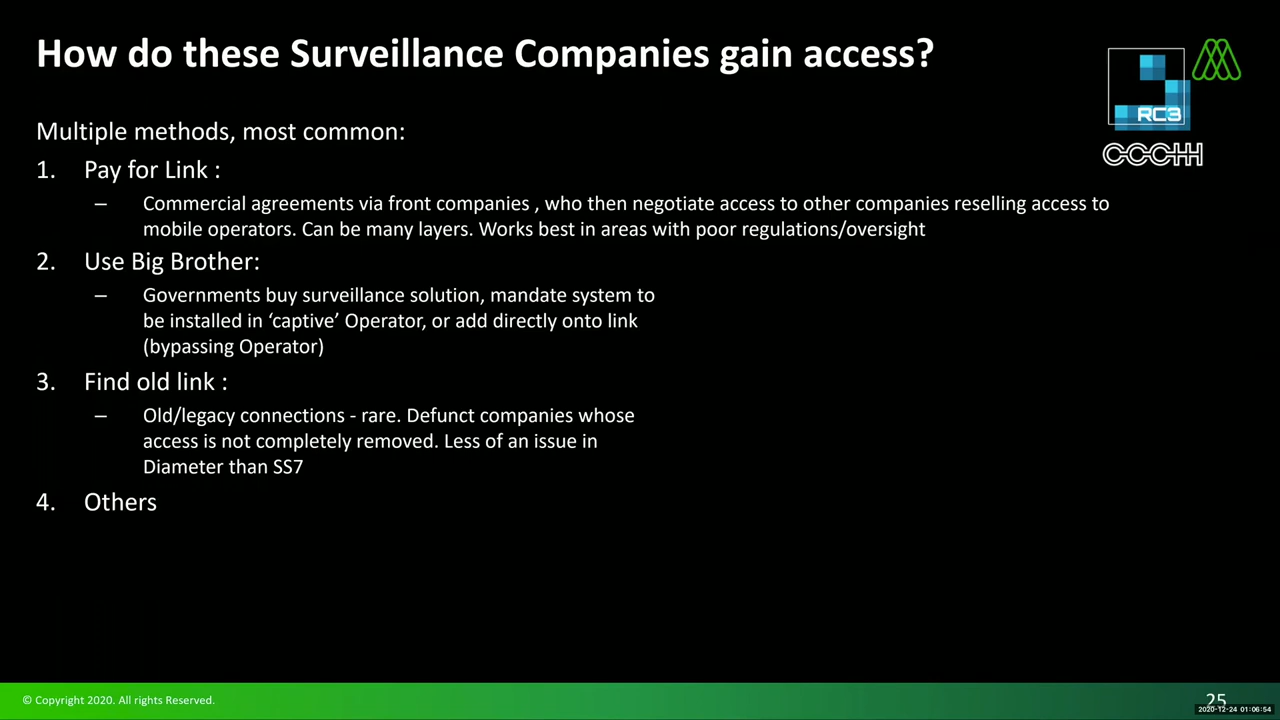 How do these Surveillance Companies gain access?
RC3
CCCHH
Multiple methods, most common:
1. Pay for Link :
– Commercial agreements via front companies , who then negotiate access to other companies reselling access to
mobile operators. Can be many layers. Works best in areas with poor regulations/oversight
2. Use Big Brother:
– Governments buy surveillance solution, mandate system to
be installed in ‘captive’ Operator, or add directly onto link
(bypassing Operator)
3. Find old link :
– Old/legacy connections - rare. Defunct companies whose
access is not completely removed. Less of an issue in
Diameter than SS7
4. Others
© Copyright 2020. All rights Reserved.
25
2020-12-24 01:06:54